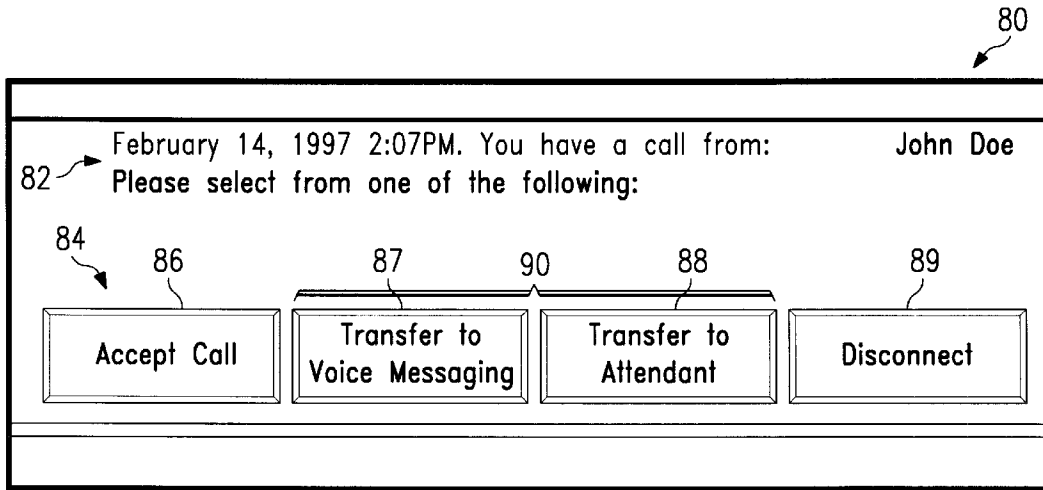 80
February 14, 1997 2:07PM. You have a call from: John Doe
82
Please select from one of the following:
84
86 87 90 88 89
Accept Call
Transfer to
Voice Messaging
Transfer to
Attendant
Disconnect